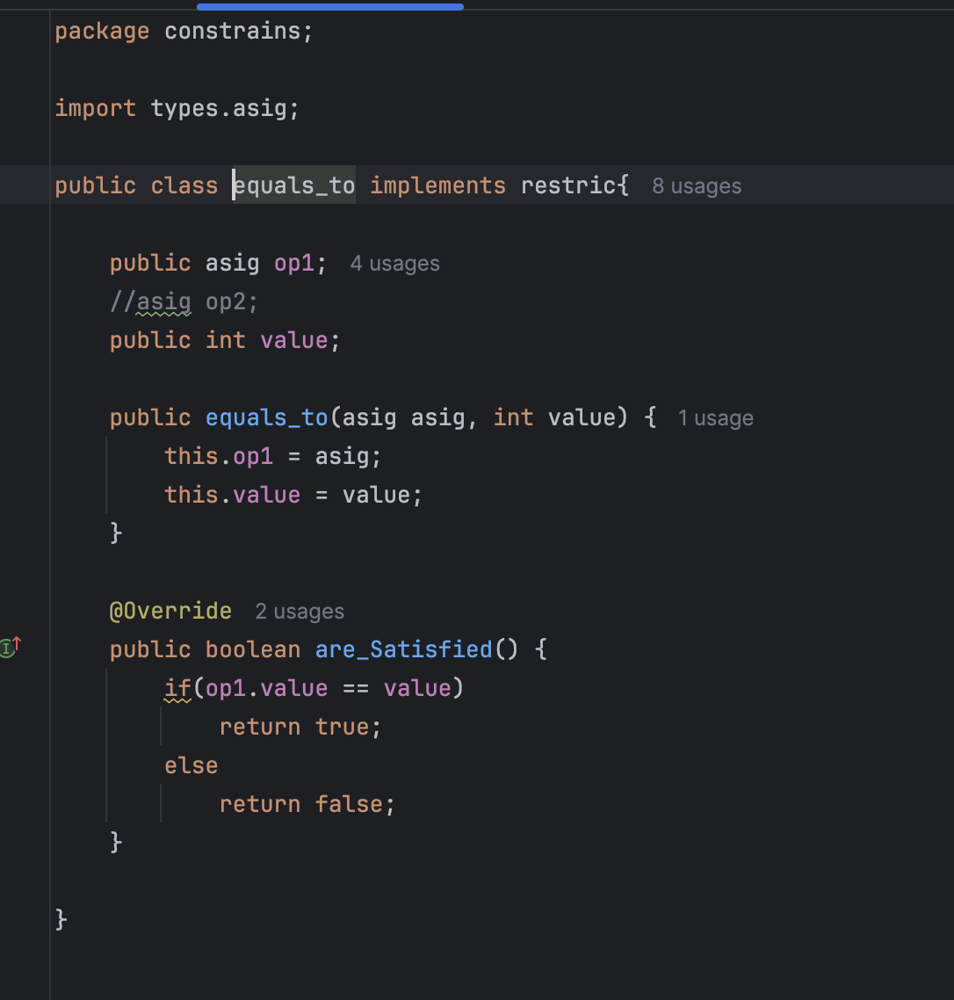 package constrains;
import types.asig;
public class equals_to implements restric{ 8 usages
public asig op1; 4 usages
//asig op2;
public int value;
public equals_to(asig asig, int value) { 1 usage
this.op1 = asig;
this.value = value;
}
@Override 2 usages
public boolean are_Satisfied() {
if(op1.value == value)
return true;
else
return false;
}
}